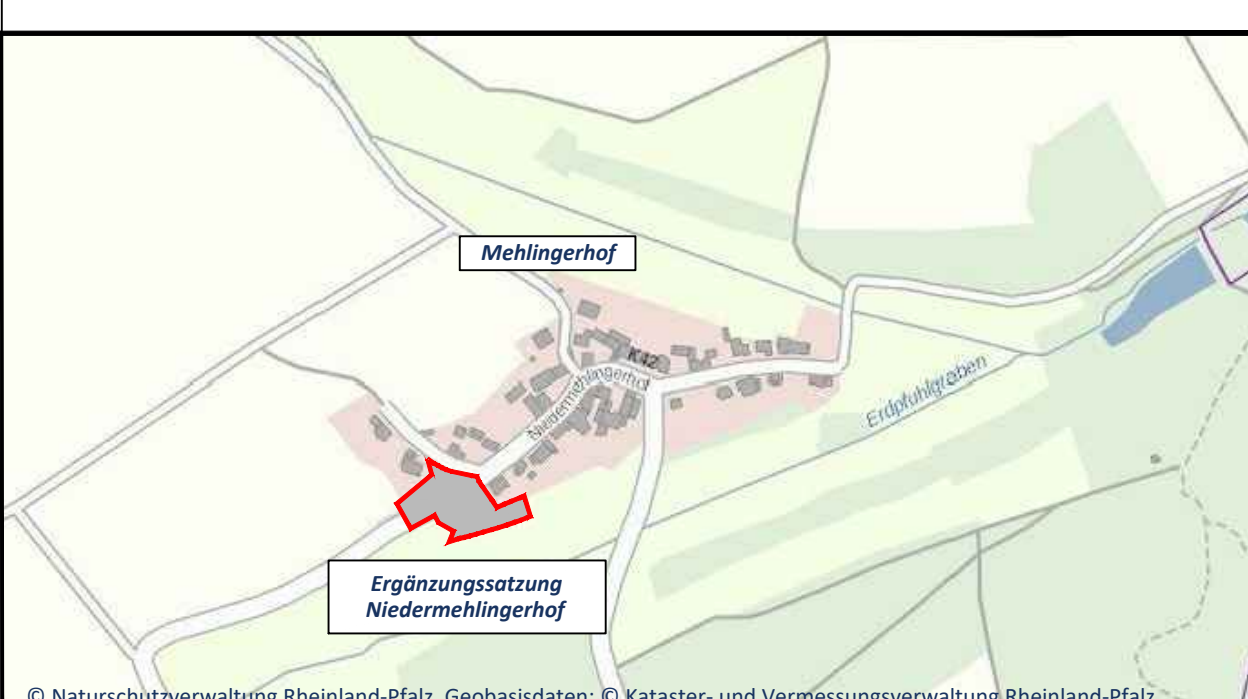 Mehlingerhof
K42
Niedermehlingerhof
Erdpfuhlgraben
Ergänzungssatzung
Niedermehlingerhof
© Naturschutzverwaltung Rheinland-Pfalz, Geobasisdaten: © Kataster- und Vermessungsverwaltung Rheinland-Pfalz